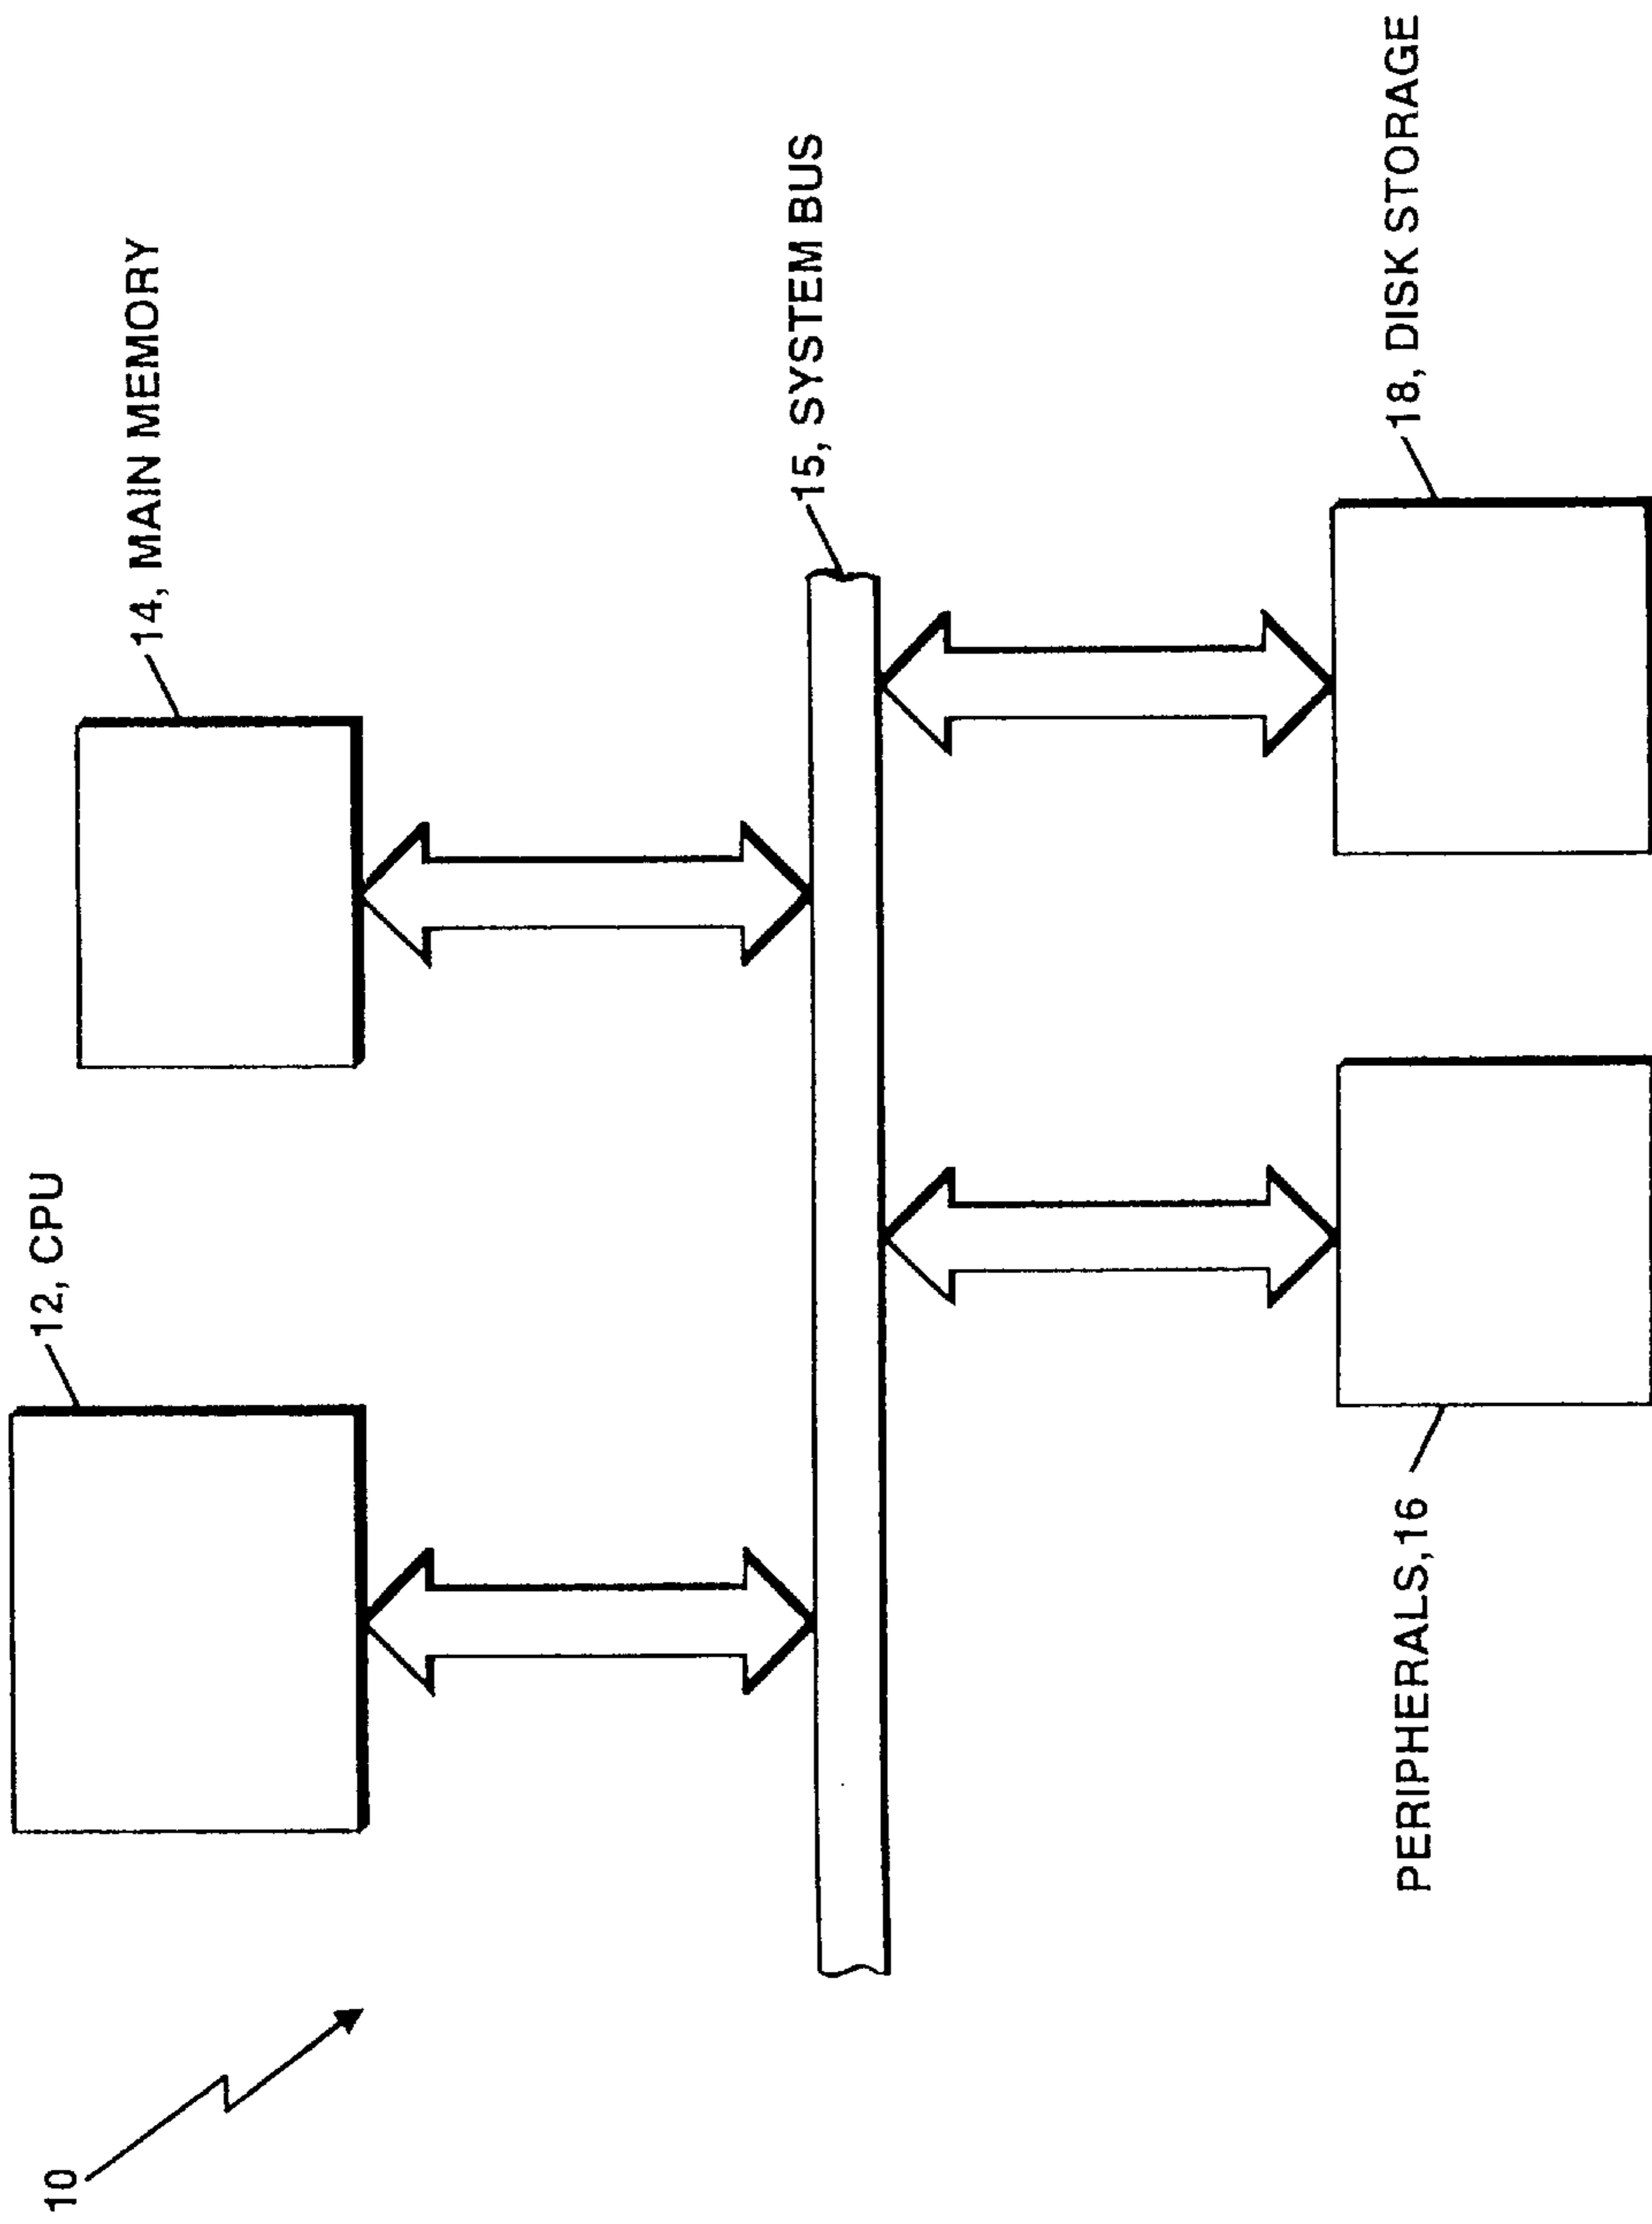 10
12, CPU
14, MAIN MEMORY
15, SYSTEM BUS
PERIPHERALS,16
18, DISK STORAGE